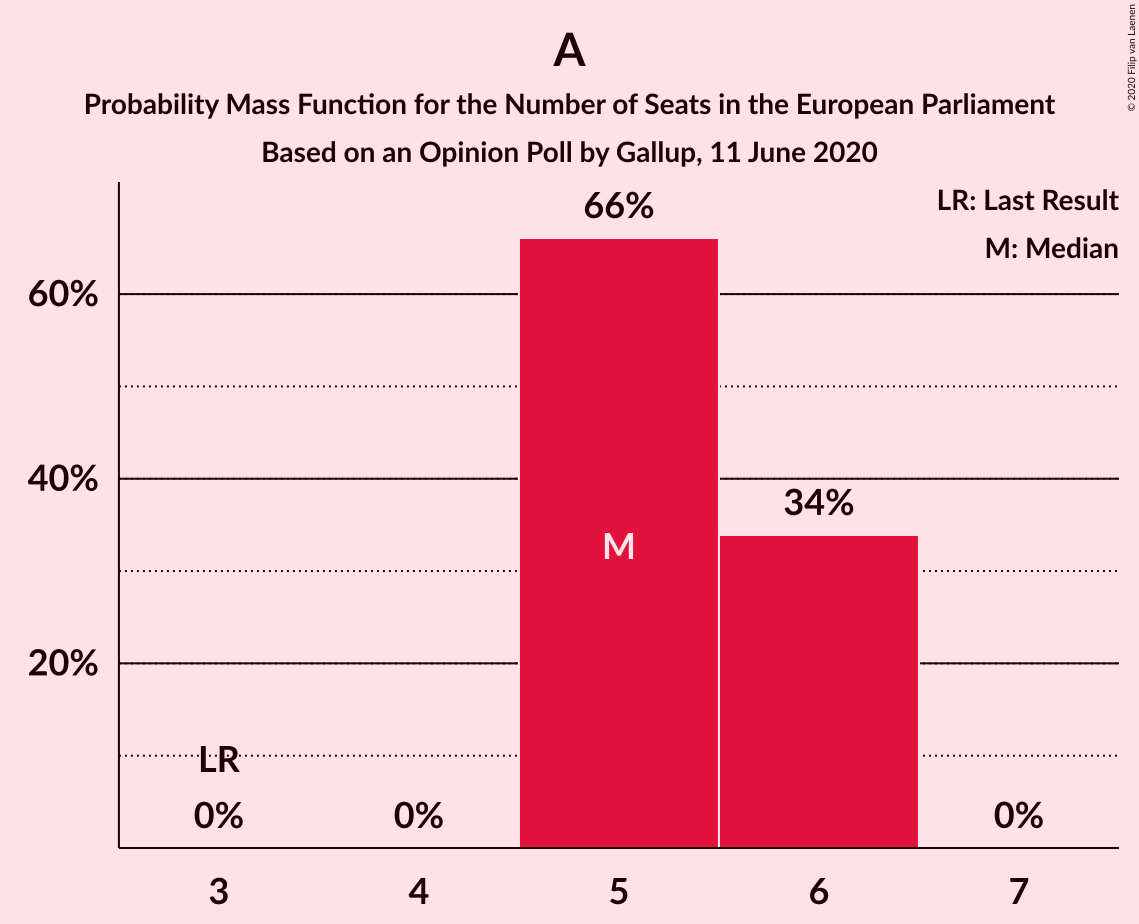 A
Probability Mass Function for the Number of Seats in the European Parliament
Based on an Opinion Poll by Gallup, 11 June 2020
© 2020 Filip van Laenen
LR: Last Result
M: Median
66%
60%
40%
34%
M
20%
LR
0%
0%
0%
3
4
5
6
7